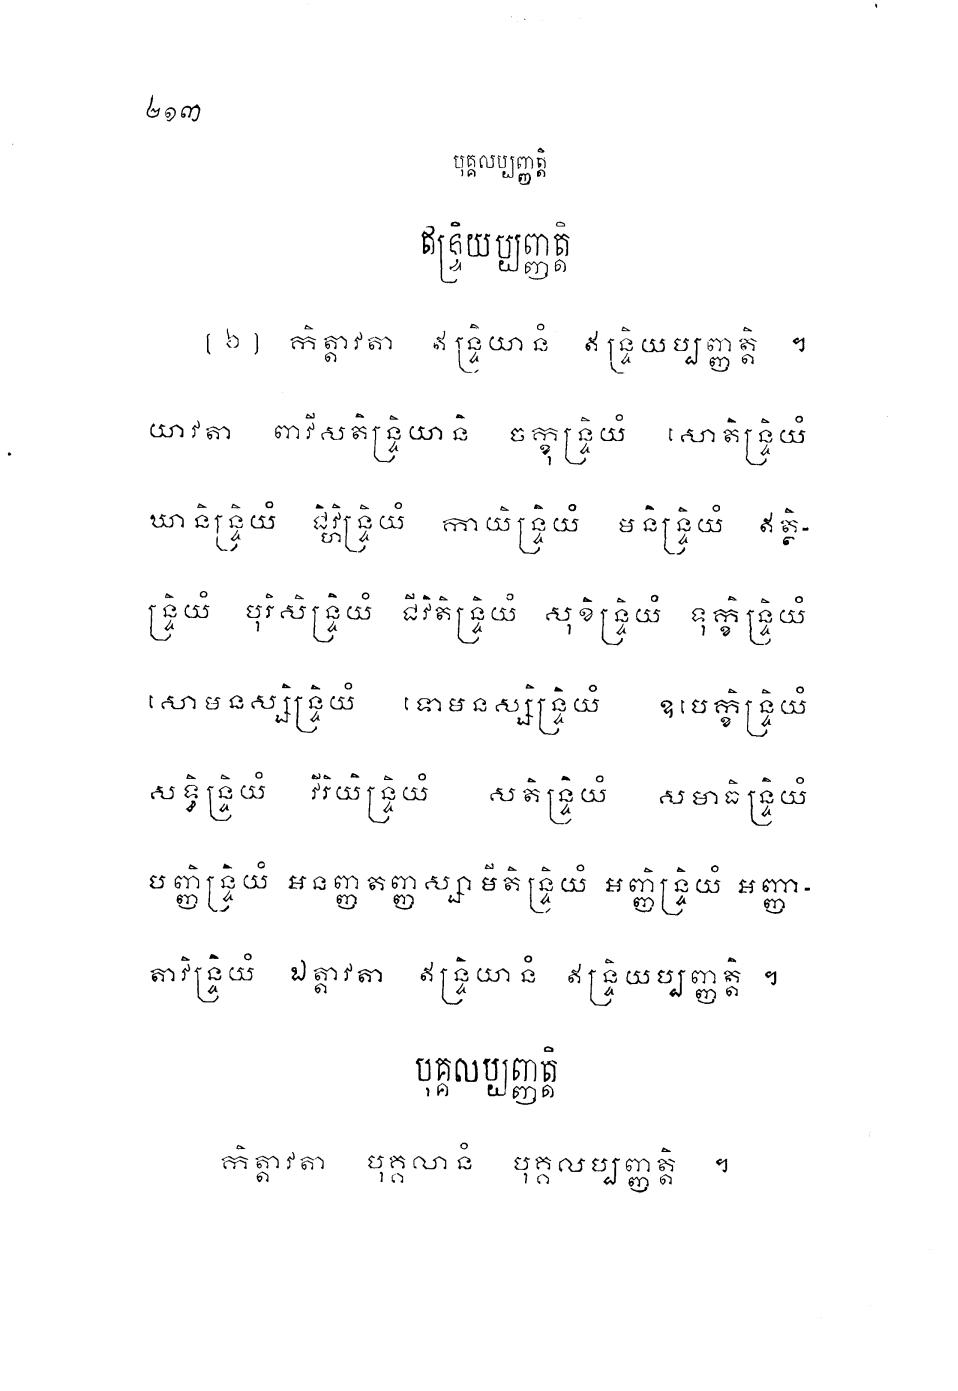 ២១៣
បុគ្គលប្បញ្ញត្តិ
ឥន្ទ្រិយប្បញ្ញត្តិ
[៦] កិត្តាវតា ឥន្ទ្រិយានំ ឥន្ទ្រិយប្បញ្ញត្តិ ។
យាវតា ពាវីសតិន្ទ្រិយានិ ចក្ខុន្ទ្រិយំ សោតិន្ទ្រិយំ
ឃានិន្ទ្រិយំ ជិវ្ហិន្ទ្រិយំ កាយិន្ទ្រិយំ មនិន្ទ្រិយំ ឥត្ថិ-
ន្ទ្រិយំ បុរិសិន្ទ្រិយំ ជីវិតិន្ទ្រិយំ សុខិន្ទ្រិយំ ទុក្ខិន្ទ្រិយំ
សោមនស្សិន្ទ្រិយំ ទោមនស្សិន្ទ្រិយំ ឧបេក្ខិន្ទ្រិយំ
សទ្ធិន្ទ្រិយំ វីរិយិន្ទ្រិយំ សតិន្ទ្រិយំ សមាធិន្ទ្រិយំ
បញ្ញិន្ទ្រិយំ អនញ្ញតញ្ញស្សាមីតិន្ទ្រិយំ អញ្ញិន្ទ្រិយំ អញ្ញា-
តាវិន្ទ្រិយំ ឯត្តាវតា ឥន្ទ្រិយានំ ឥន្ទ្រិយប្បញ្ញត្តិ ។
បុគ្គលប្បញ្ញត្តិ
កិត្តាវតា បុគ្គលានំ បុគ្គលប្បញ្ញត្តិ ។